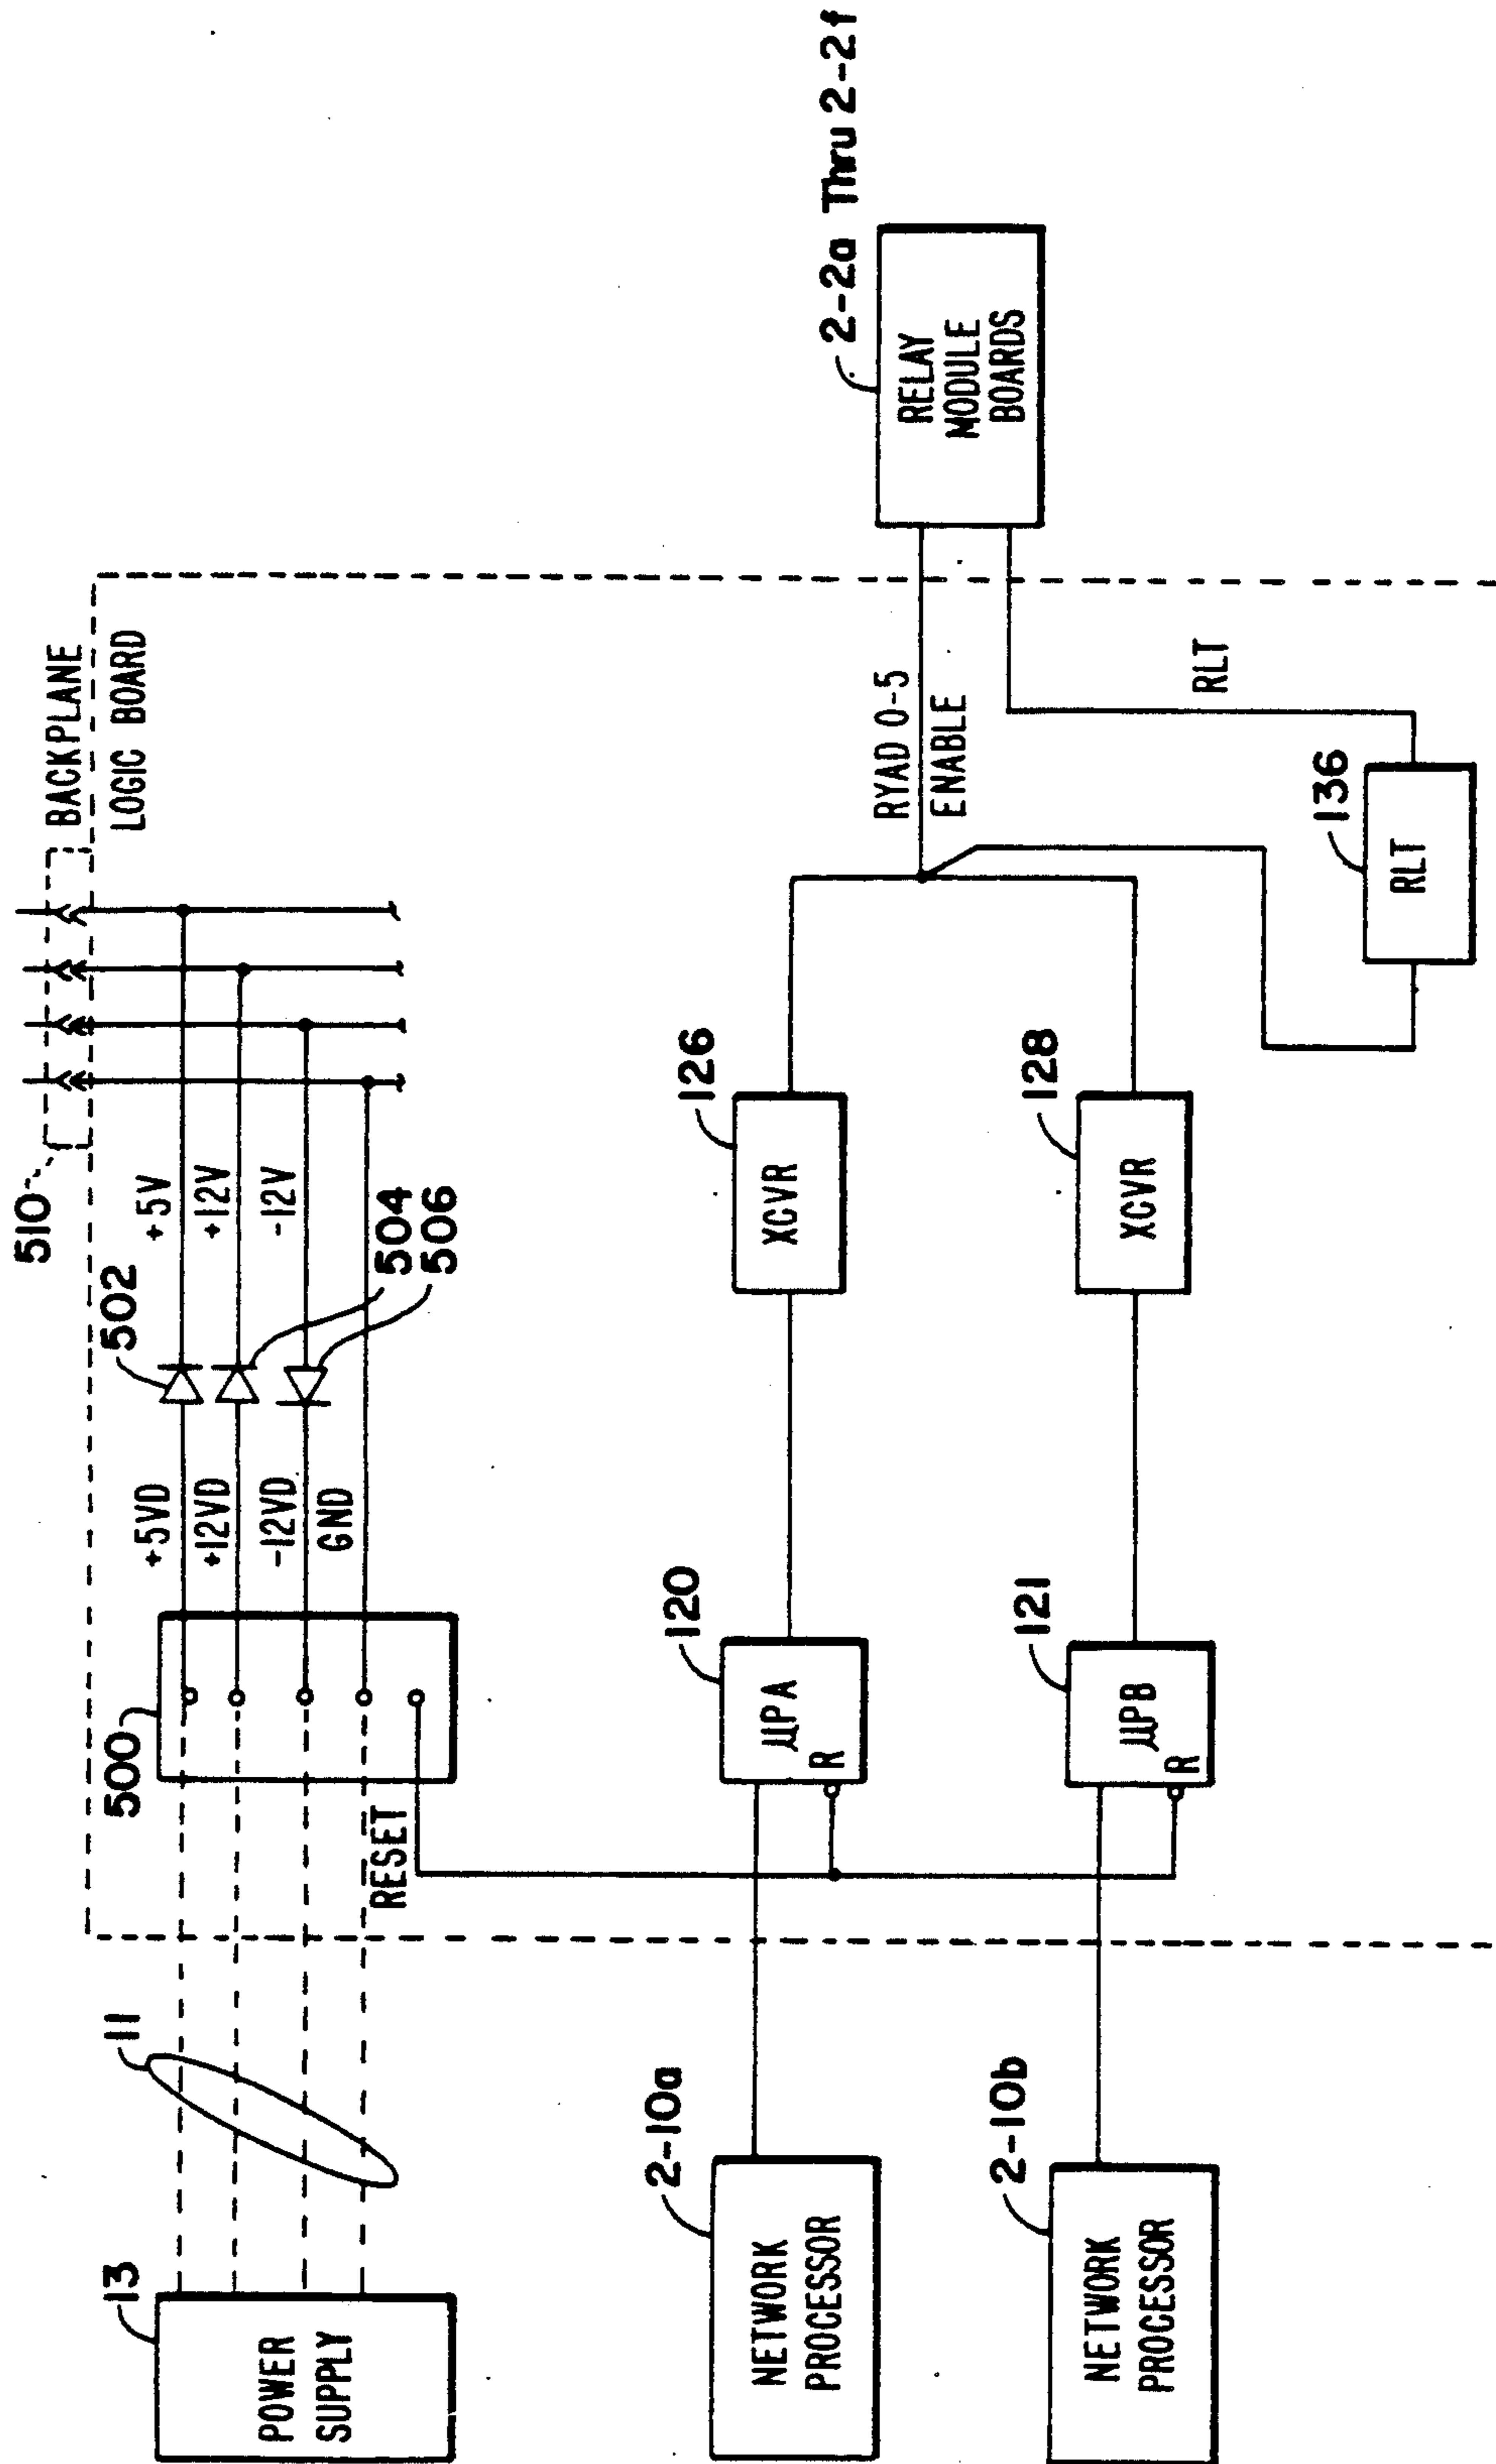 510
BACKPLANE
LOGIC BOARD
13
POWER
SUPPLY
11
500
+5VD
+12VD
-12VD
GND
RESET
502
504
506
+5V
+12V
-12V
2-10a
NETWORK
PROCESSOR
120
μPA
R
126
XCVR
2-10b
NETWORK
PROCESSOR
121
μPB
R
128
XCVR
RYAD 0-5
ENABLE
136
RLT
RLT
2-2a Thru 2-2f
RELAY
MODULE
BOARDS